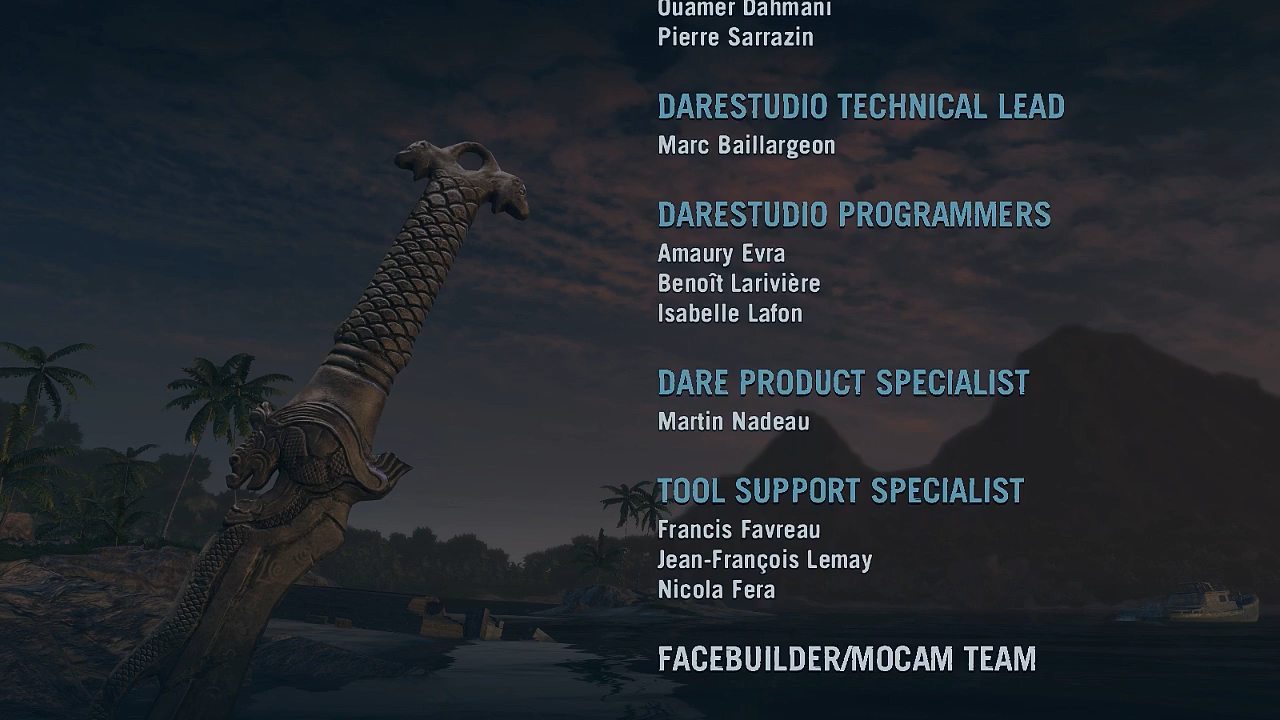 Ouamer Dahmani
Pierre Sarrazin
DARESTUDIO TECHNICAL LEAD
Marc Baillargeon
DARESTUDIO PROGRAMMERS
Amaury Evra
Benoît Larivière
Isabelle Lafon
DARE PRODUCT SPECIALIST
Martin Nadeau
TOOL SUPPORT SPECIALIST
Francis Favreau
Jean-François Lemay
Nicola Fera
FACEBUILDER/MOCAM TEAM